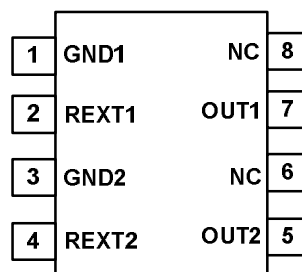 1 GND1 NC 8
2 REXT1 OUT1 7
3 GND2 NC 6
4 REXT2 OUT2 5